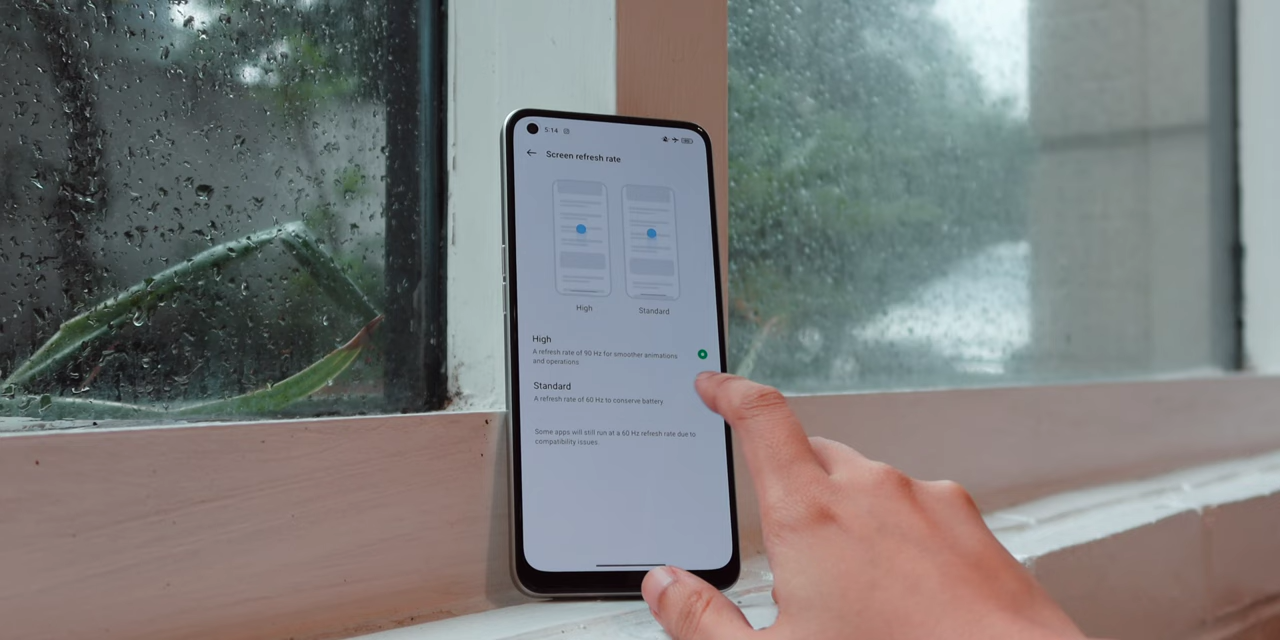 5:14
Screen refresh rate
High
Standard
High
A refresh rate of 90 Hz for smoother animations
and operations
Standard
A refresh rate of 60 Hz to conserve battery
Some apps will still run at a 60 Hz refresh rate due to
compatibility issues.